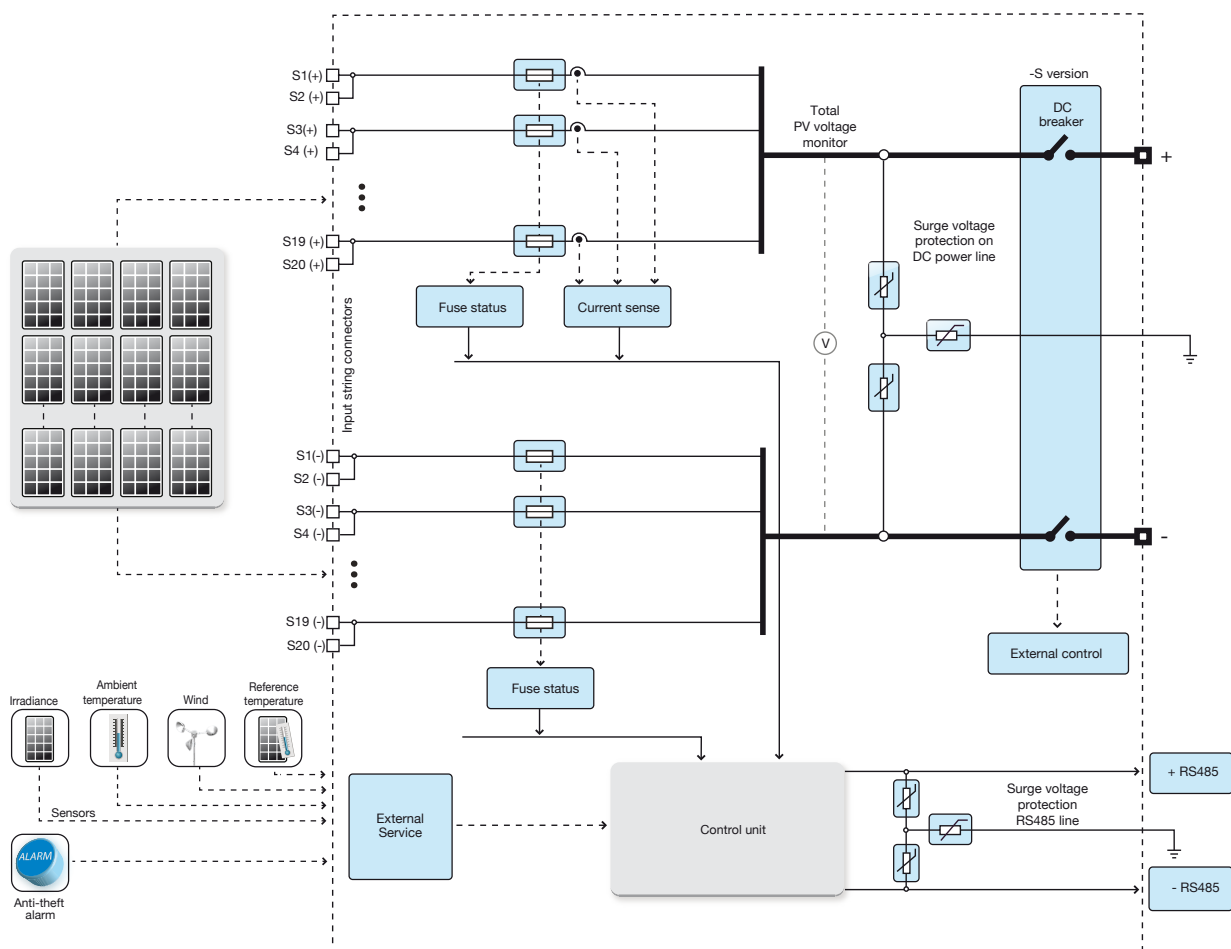 S1(+)
S2 (+)
S3(+)
S4 (+)
S19 (+)
S20 (+)
Fuse status
Current sense
Total
PV voltage
monitor
-S version
DC
breaker
+
Surge voltage
protection on
DC power line
V
Input string connectors
S1(-)
S2 (-)
S3(-)
S4 (-)
S19 (-)
S20 (-)
-
External control
Fuse status
Irradiance
Ambient
temperature
Wind
Reference
temperature
Sensors
ALARM
Anti-theft
alarm
External
Service
Control unit
Surge voltage
protection
RS485 line
+ RS485
- RS485